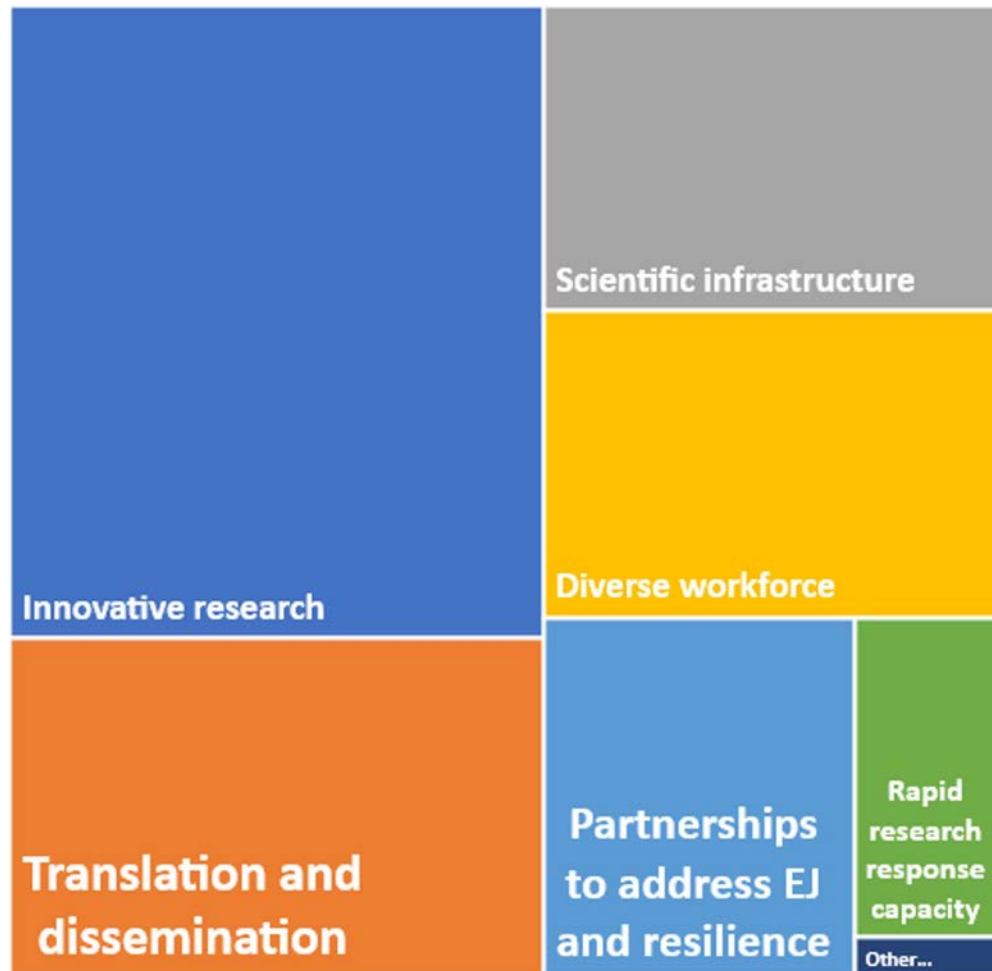 Innovative research
Scientific infrastructure
Diverse workforce
Translation and
dissemination
Partnerships
to address EJ
and resilience
Rapid
research
response
capacity
Other...